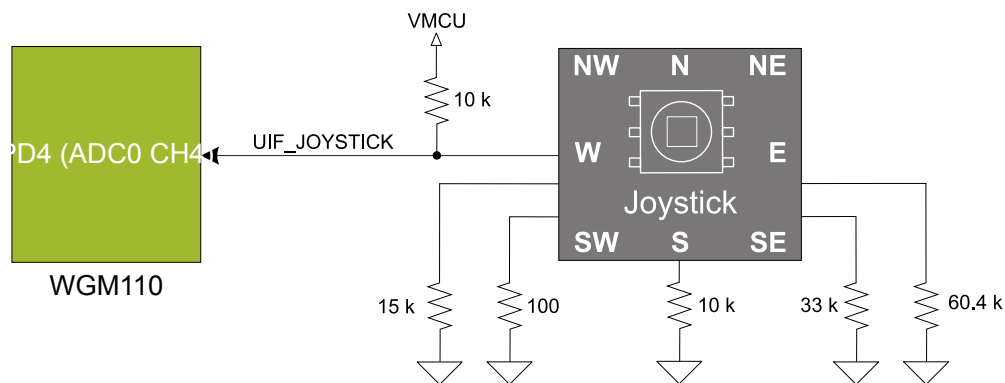 VMCU
NW N NE
10 k
PD4 (ADC0 CH4)
UIF_JOYSTICK
W E
Joystick
SW S SE
WGM110
15 k
100
10 k
33 k
60.4 k